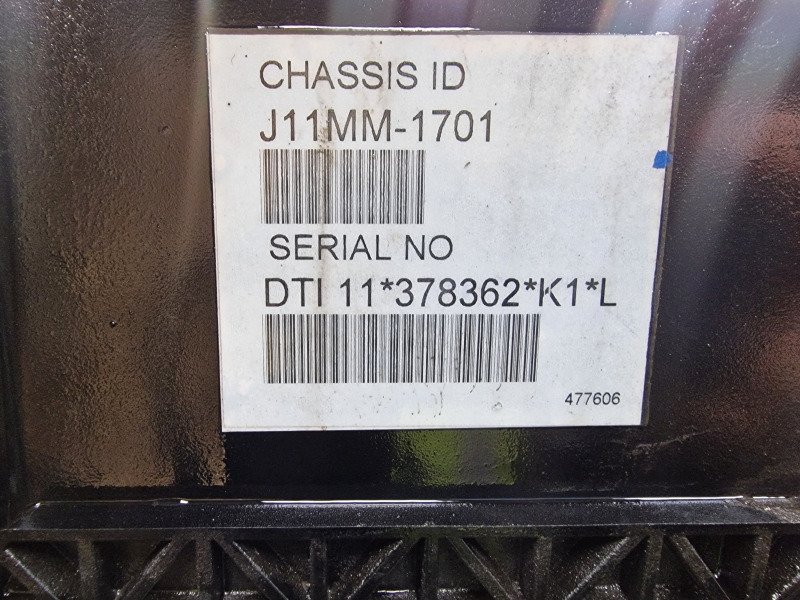 CHASSIS ID
J11MM-1701
SERIAL NO
DTI 11*378362*K1*L
477606